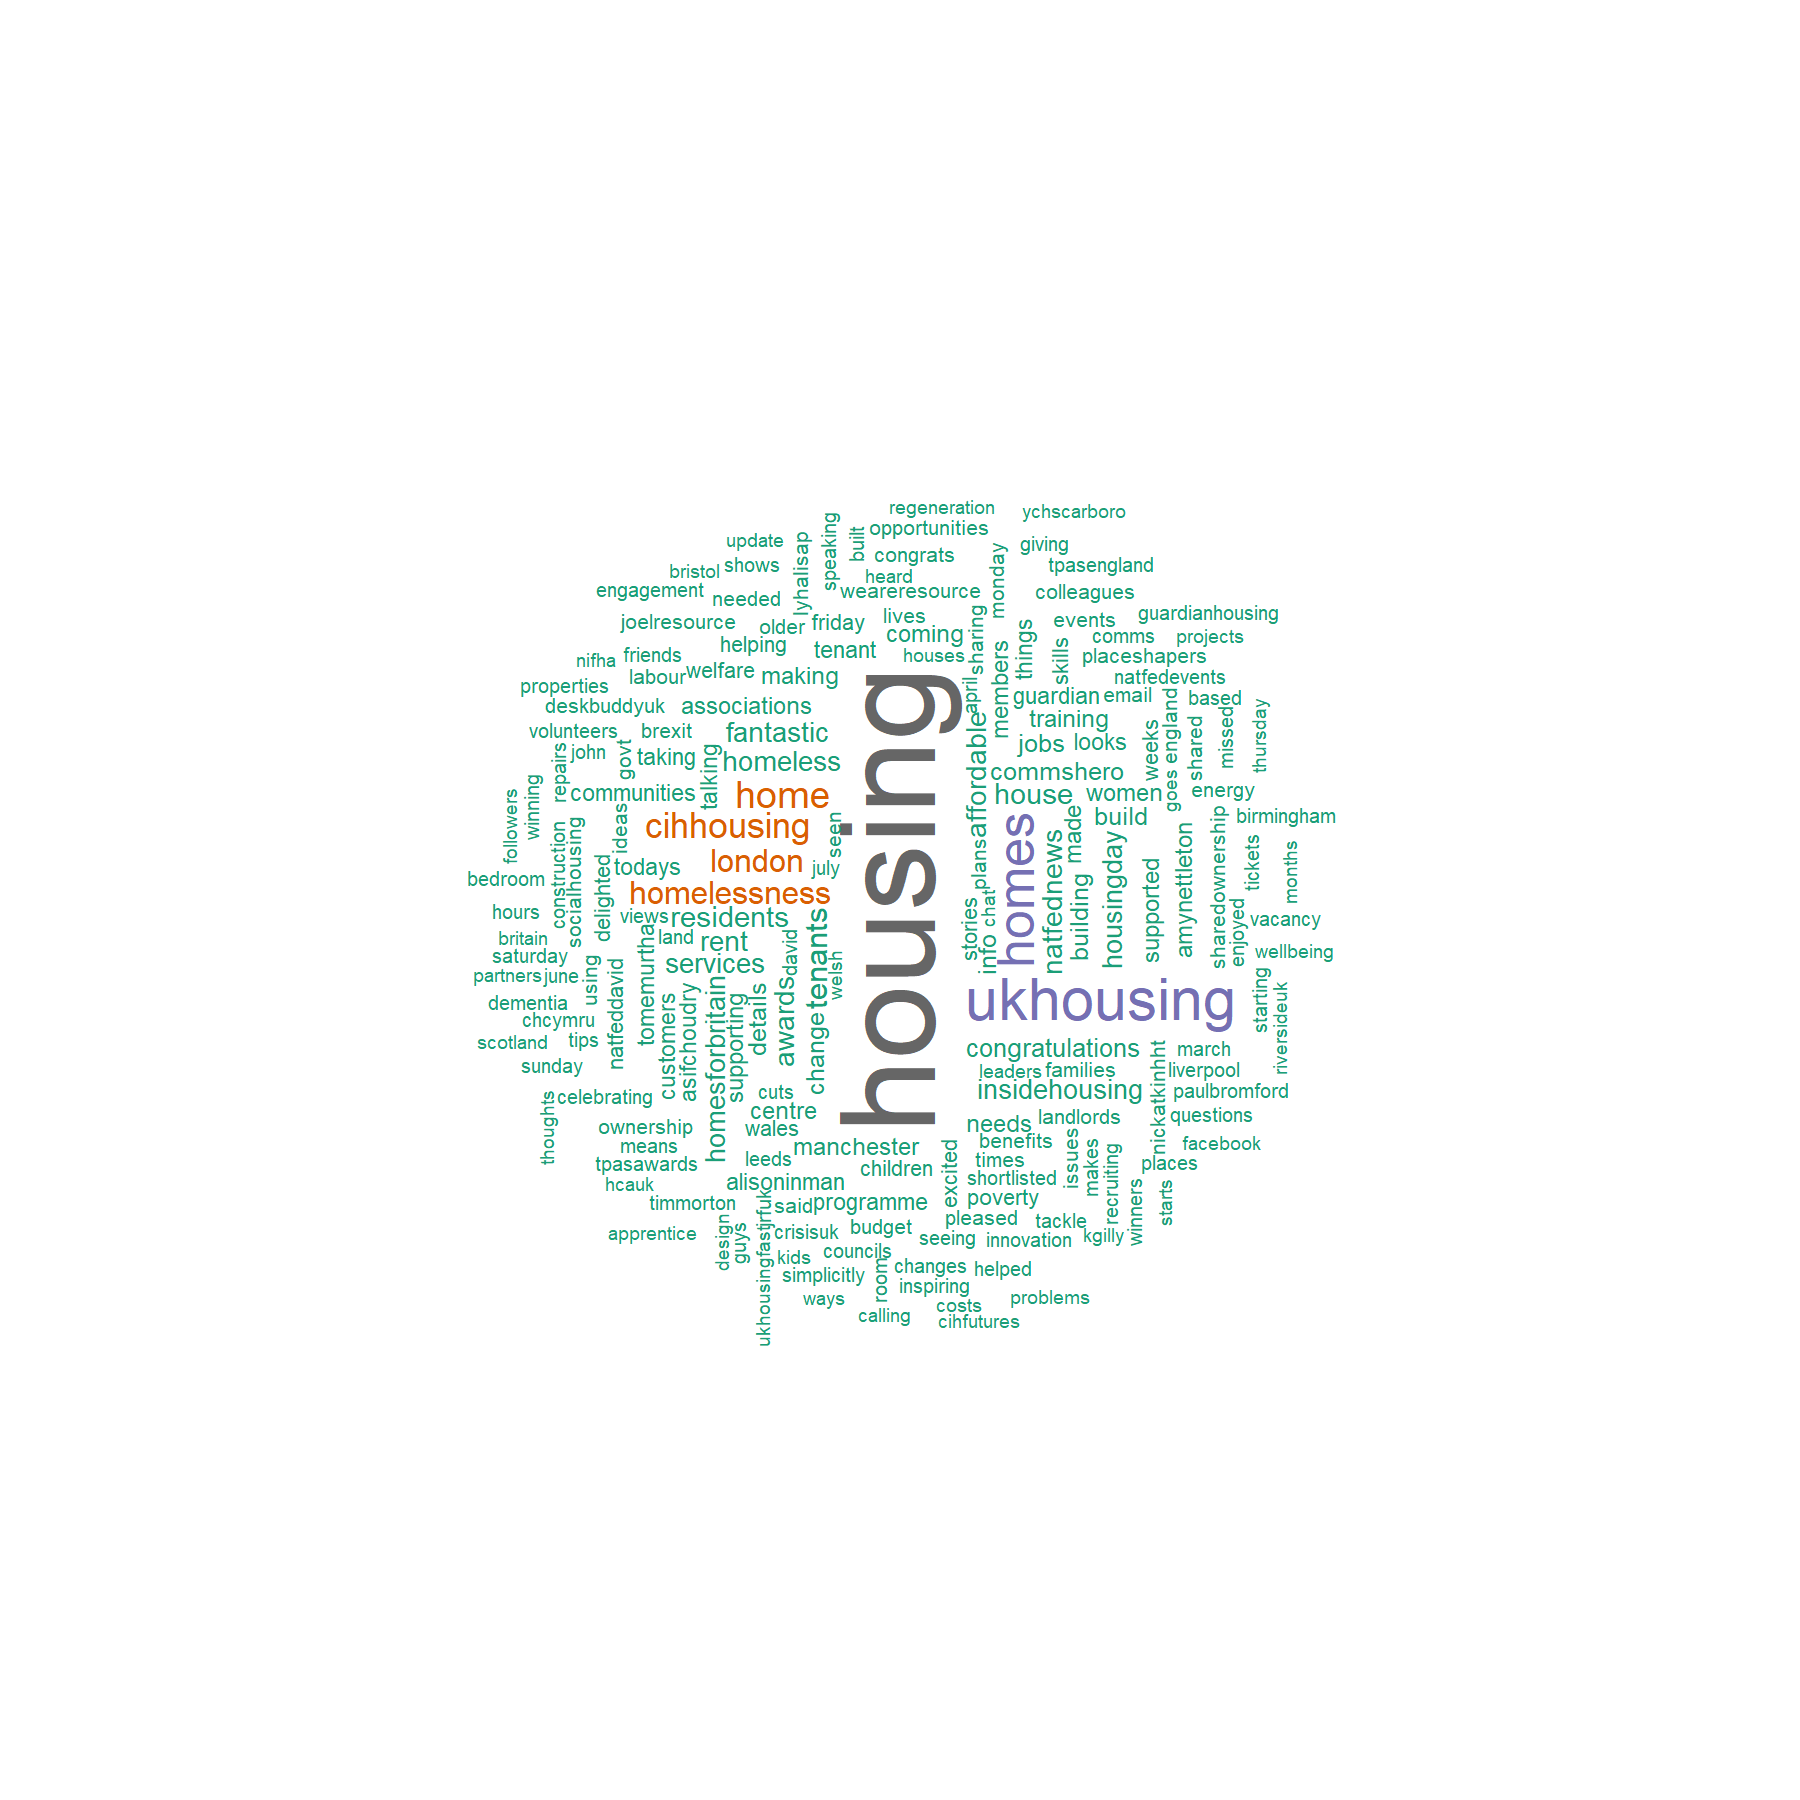 regeneration
ychscarboro
opportunities
speaking
built
update
congrats
giving
lyhalisap
monday
tpasengland
bristol
shows
heard
engagement
needed
weareresource
colleagues
joelresource
older
friday
lives
sharing
events
guardianhousing
helping
coming
things
comms
projects
nifha
friends
tenant
houses
members
skills
placeshapers
labour
welfare
making
april
natfedevents
properties
guardian
email
based
deskbuddyuk
associations
training
england
shared
missed
thursday
volunteers
brexit
fantastic
affordable
jobs
looks
weeks
john
govt
taking
homeless
housing
repairs
talking
commshero
goes
communities
home
house
women
energy
followers
winning
ideas
cihhousing
seen
homes
made
build
birmingham
construction
socialhousing
todays
london
july
plans
natfednews
housingday
amynettleton
sharedownership
tickets
months
bedroom
delighted
homelessness
chat
building
supported
hours
views
residents
tenants
stories
info
enjoyed
vacancy
britain
land
rent
david
welsh
wellbeing
saturday
tomemurtha
services
partners
june
using
natfeddavid
ukhousing
starting
riversideuk
dementia
customers
asifchoudry
homesforbritain
supporting
details
awards
change
chcymru
scotland
tips
congratulations
march
sunday
leaders
families
nickatkinhht
liverpool
thoughts
celebrating
cuts
insidehousing
paulbromford
centre
needs
landlords
questions
ownership
wales
means
manchester
benefits
issues
makes
facebook
tpasawards
leeds
children
excited
times
places
hcauk
alisoninman
shortlisted
recruiting
winners
starts
timmorton
jrfuk
said
programme
poverty
apprentice
design
guys
ukhousingfast
crisisuk
budget
pleased
tackle
seeing
innovation
kgilly
kids
councils
simplicitly
room
changes
helped
inspiring
ways
costs
problems
calling
cihfutures